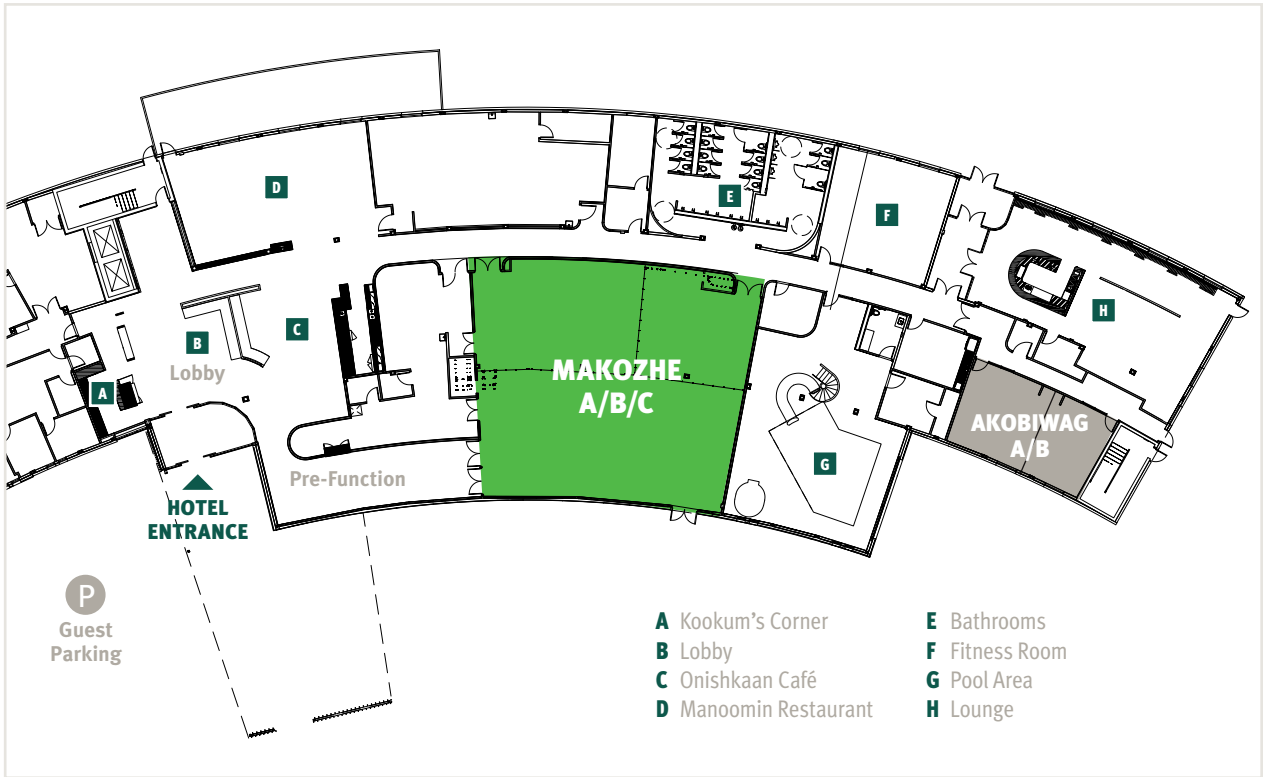 D
E
F
H
B
Lobby
C
A
MAKOZHE
A/B/C
AKOBIWAG
A/B
G
Pre-Function
HOTEL
ENTRANCE
P
Guest
Parking
A Kookum's Corner
B Lobby
C Onishkaan Café
D Manoomin Restaurant
E Bathrooms
F Fitness Room
G Pool Area
H Lounge